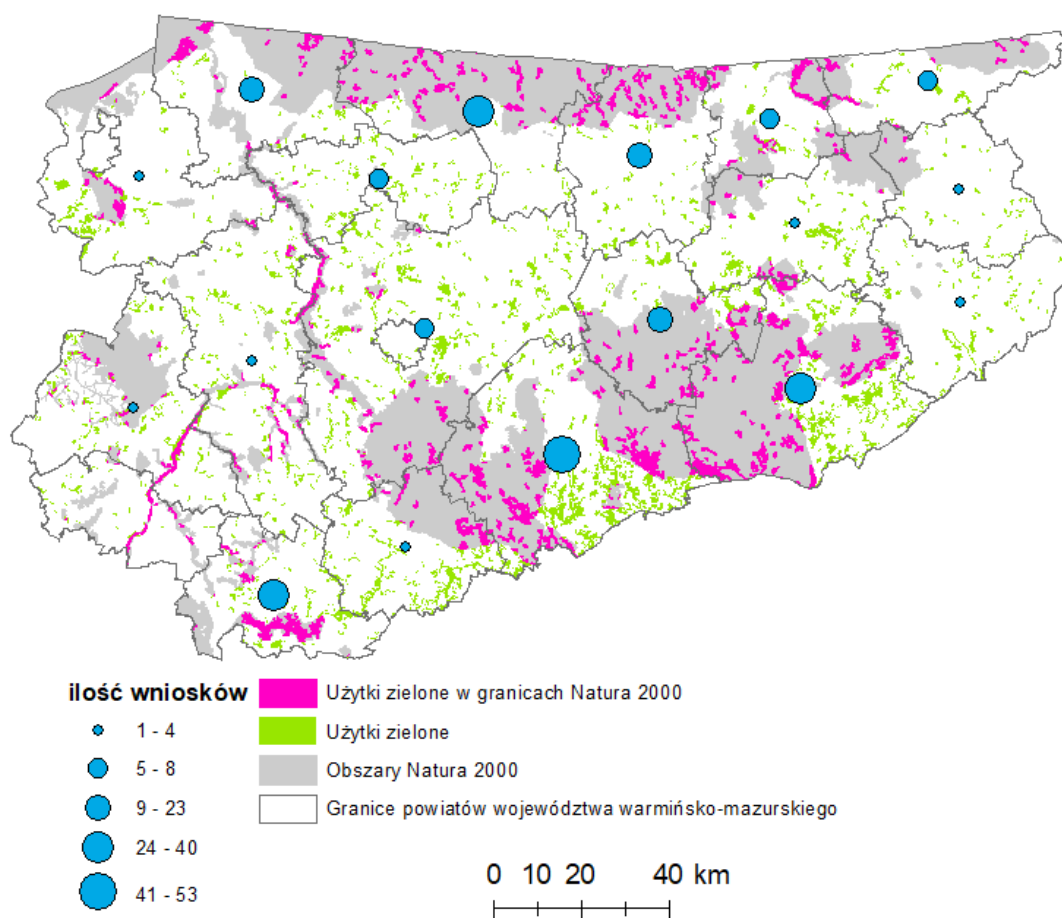 ilość wniosków
1 - 4
5 - 8
9 - 23
24 - 40
41 - 53
Użytki zielone w granicach Natura 2000
Użytki zielone
Obszary Natura 2000
Granice powiatów województwa warmińsko-mazurskiego
0 10 20 40 km